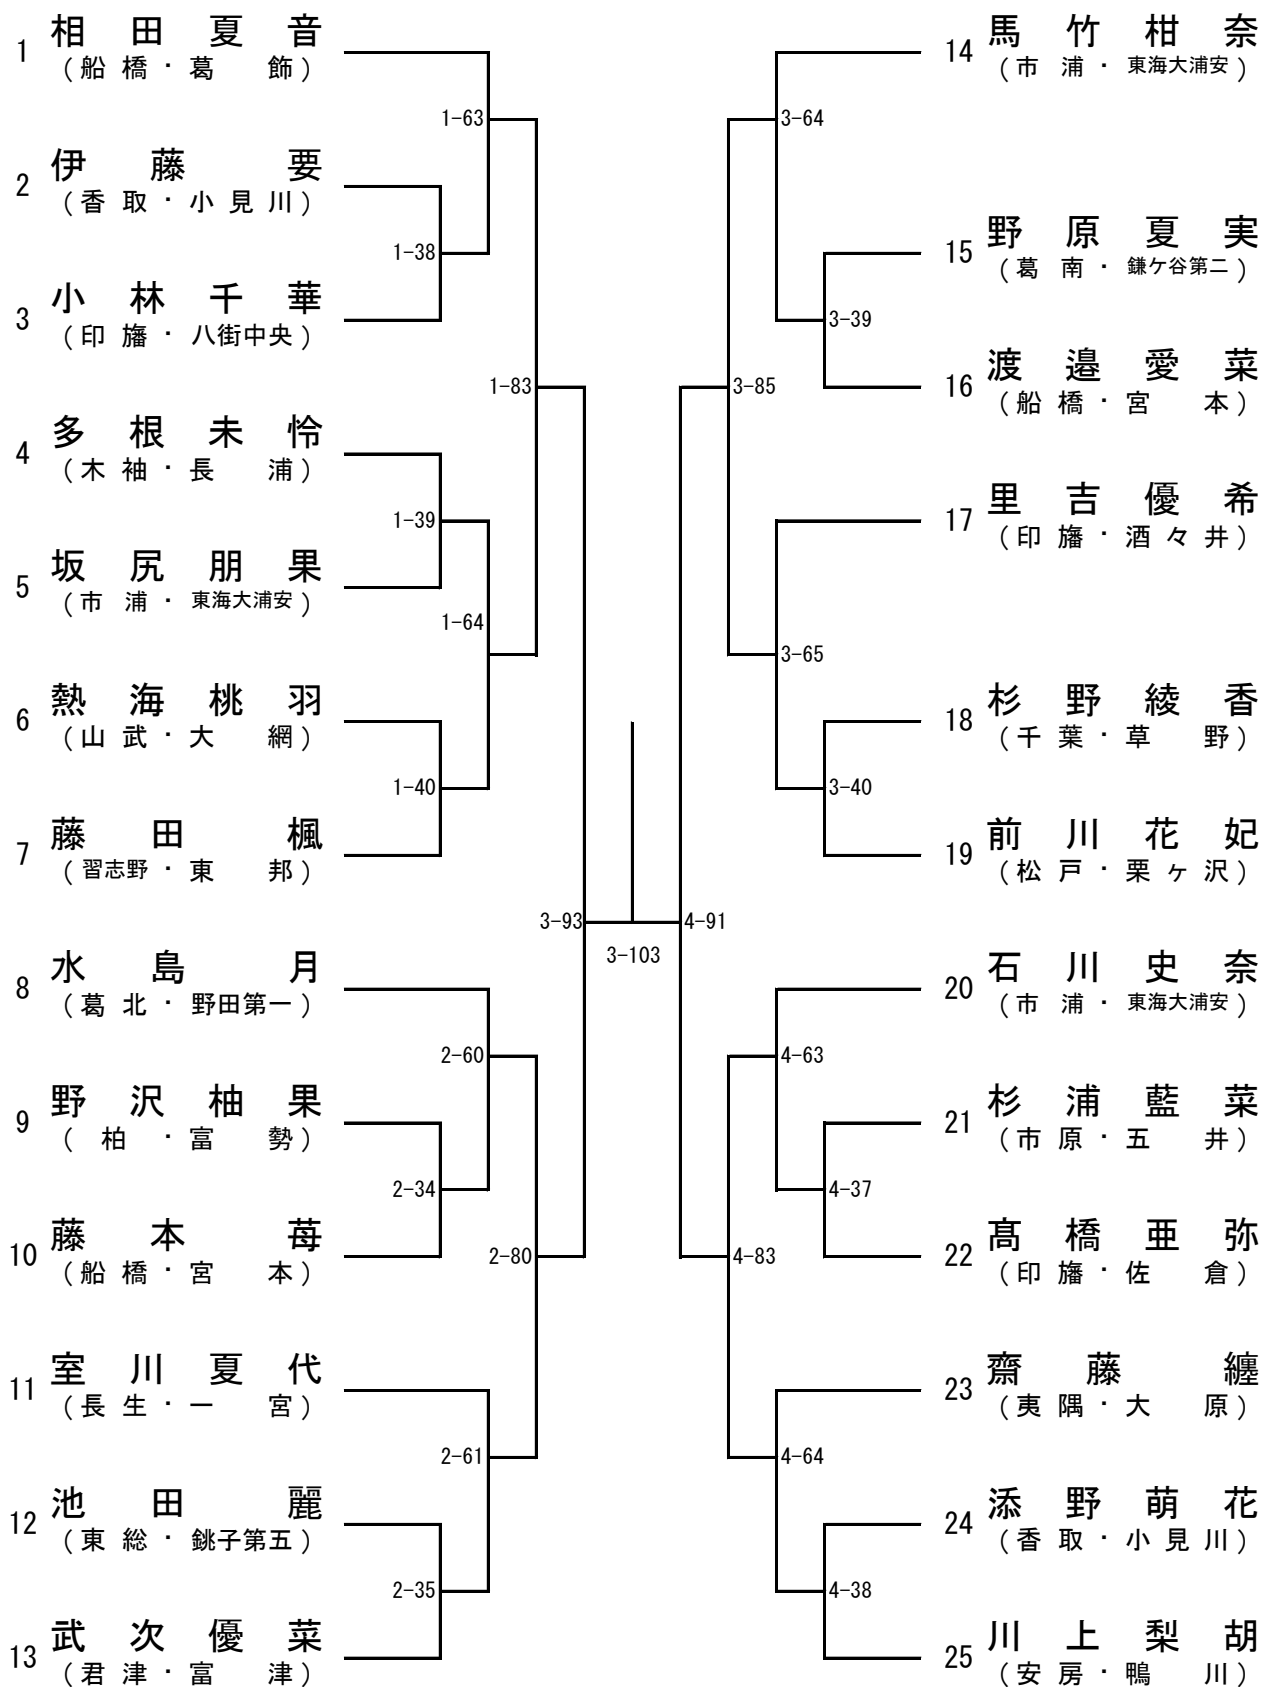 1 相田夏音
(船橋・葛飾)
1-63
2 伊藤要
(香取・小見川)
1-38
3 小林千華
(印旛・八街中央)
1-83
4 多根未怜
(木袖・長浦)
1-39
5 坂尻朋果
(市浦・東海大浦安)
1-64
6 熱海桃羽
(山武・大網)
1-40
7 藤田楓
(習志野・東邦)
3-93
8 水島月
(葛北・野田第一)
2-60
9 野沢柚果
(柏・富勢)
2-34
10 藤本苺
(船橋・宮本)
2-80
11 室川夏代
(長生・一宮)
2-61
12 池田麗
(東総・銚子第五)
2-35
13 武次優菜
(君津・富津)
3-103
14 馬竹柑奈
(市浦・東海大浦安)
3-64
15 野原夏実
(葛南・鎌ケ谷第二)
3-39
16 渡邉愛菜
(船橋・宮本)
3-85
17 里吉優希
(印旛・酒々井)
3-65
18 杉野綾香
(千葉・草野)
3-40
19 前川花妃
(松戸・栗ヶ沢)
4-91
20 石川史奈
(市浦・東海大浦安)
4-63
21 杉浦藍菜
(市原・五井)
4-37
22 髙橋亜弥
(印旛・佐倉)
4-83
23 齋藤纏
(夷隅・大原)
4-64
24 添野萌花
(香取・小見川)
4-38
25 川上梨胡
(安房・鴨川)